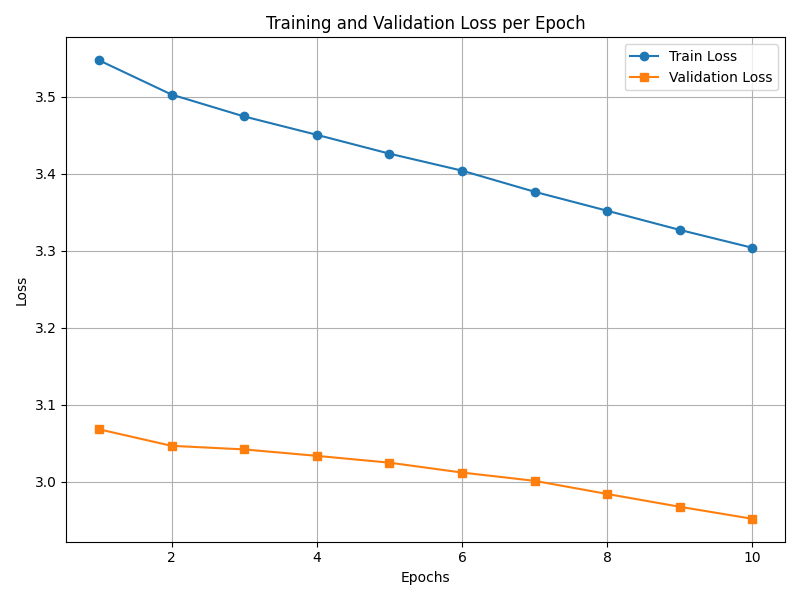 Training and Validation Loss per Epoch
Train Loss
Validation Loss
Loss
3.5
3.4
3.3
3.2
3.1
3.0
2 4 6 8 10
Epochs